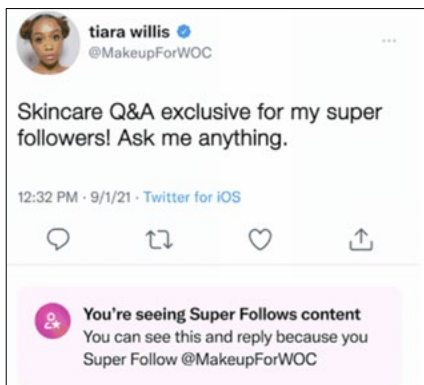 tiara willis
@MakeupForWOC
Skincare Q&A exclusive for my super
followers! Ask me anything.
12:32 PM · 9/1/21 · Twitter for iOS
You're seeing Super Follows content
You can see this and reply because you
Super Follow @MakeupForWOC